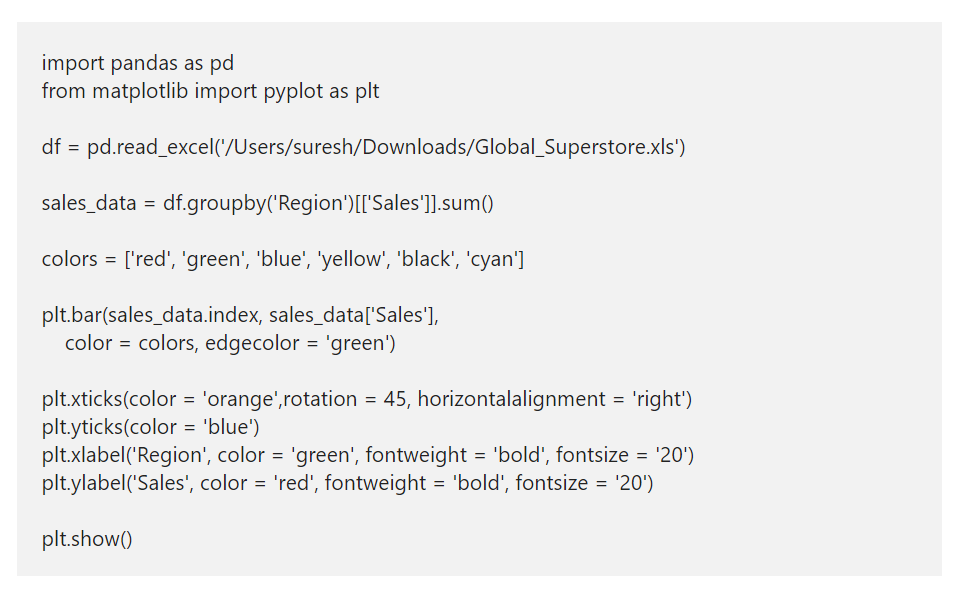 import pandas as pd
from matplotlib import pyplot as plt
df = pd.read_excel('/Users/suresh/Downloads/Global_Superstore.xls')
sales_data = df.groupby('Region')[['Sales']].sum()
colors = ['red', 'green', 'blue', 'yellow', 'black', 'cyan']
plt.bar(sales_data.index, sales_data['Sales'],
    color = colors, edgecolor = 'green')
plt.xticks(color = 'orange',rotation = 45, horizontalalignment = 'right')
plt.yticks(color = 'blue')
plt.xlabel('Region', color = 'green', fontweight = 'bold', fontsize = '20')
plt.ylabel('Sales', color = 'red', fontweight = 'bold', fontsize = '20')
plt.show()